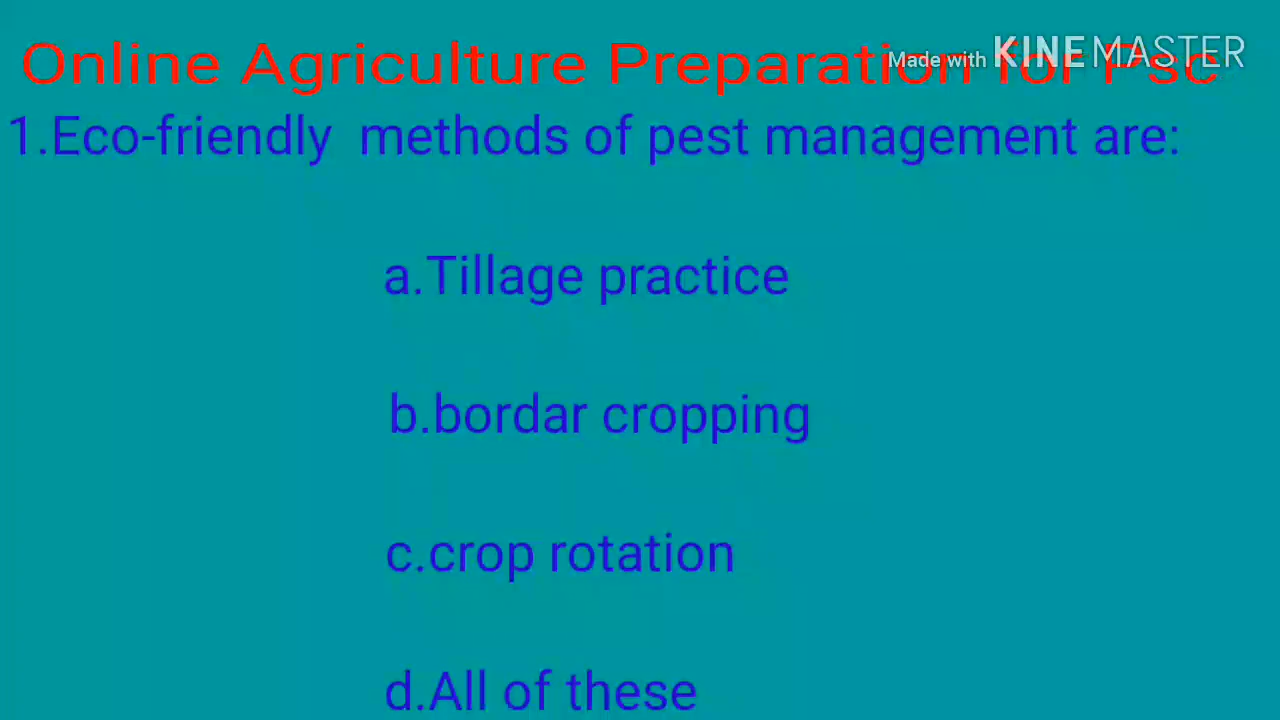 Online Agriculture Preparation for Psc
Made with KINEMASTER
1.Eco-friendly methods of pest management are:
a.Tillage practice
b.bordar cropping
c.crop rotation
d.All of these